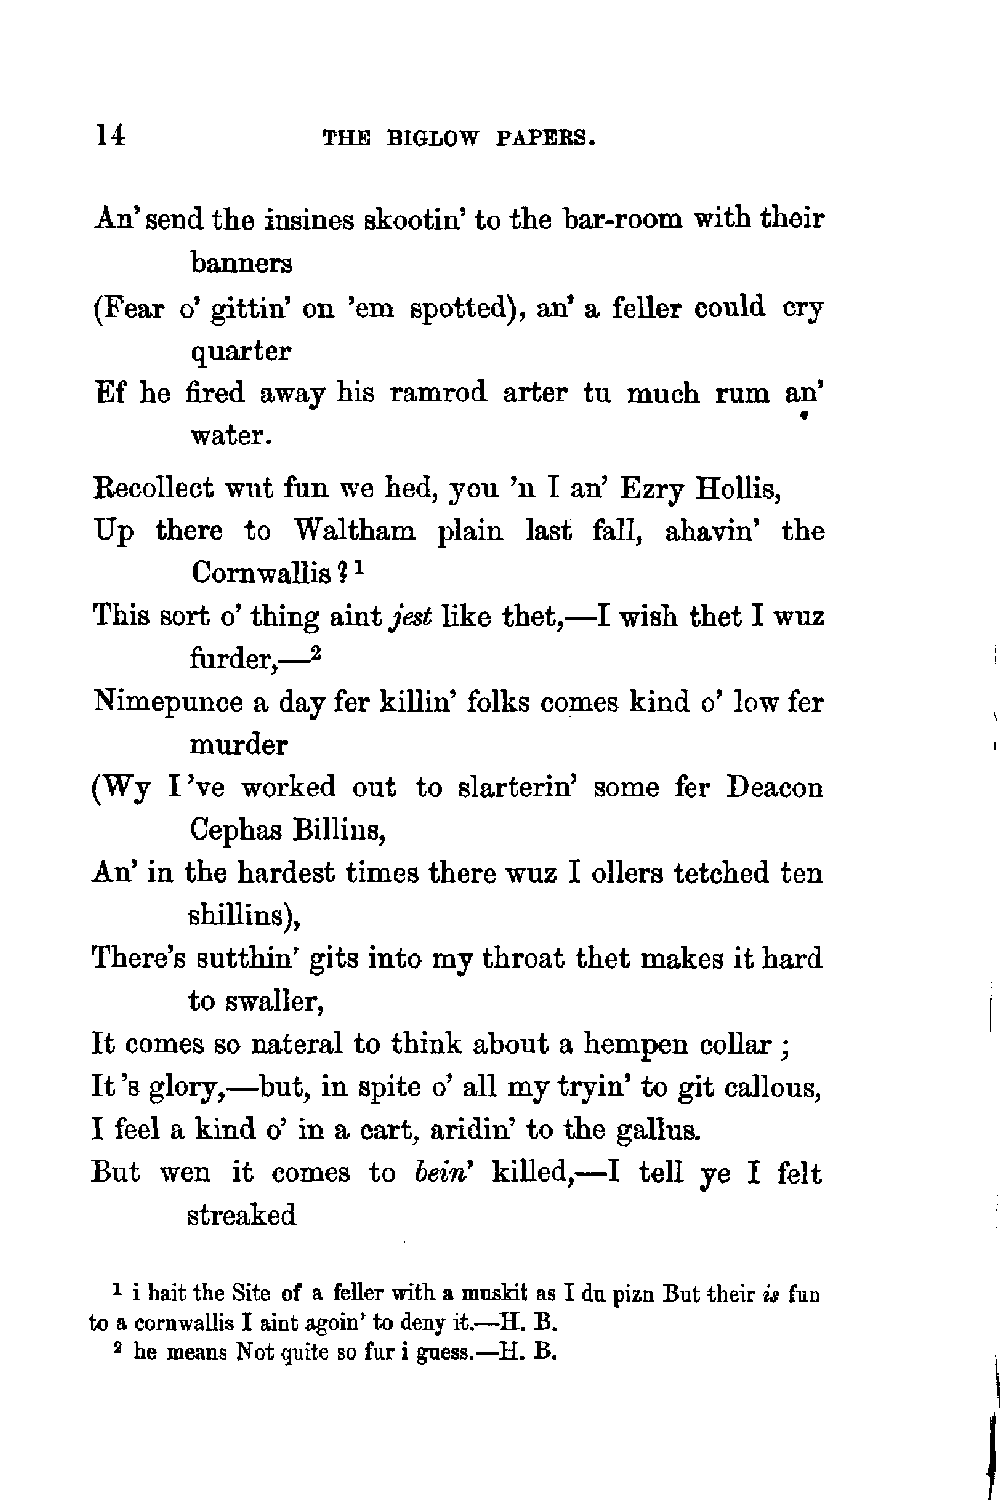 14 THE BIGLOW PAPERS.
An' send the insines skootin' to the bar-room with their
banners
(Fear o' gittin' on 'em spotted), an' a feller could cry
quarter
Ef he fired away his ramrod arter tu much rum an'
water.
Recollect wut fun we hed, you 'n I an' Ezry Hollis,
Up there to Waltham plain last fall, ahavin' the
Cornwallis? 1
This sort o' thing aint jest like thet,—I wish thet I wuz
furder,—2
Nimepunce a day fer killin' folks comes kind o' low fer
murder
(Wy I 've worked out to slarterin' some fer Deacon
Cephas Billins,
An' in the hardest times there wuz I ollers tetched ten
shillins),
There's sutthin' gits into my throat thet makes it hard
to swaller,
It comes so nateral to think about a hempen collar ;
It 's glory,—but, in spite o' all my tryin' to git callous,
I feel a kind o' in a cart, aridin' to the gallus.
But wen it comes to bein' killed,—I tell ye I felt
streaked
1 i hait the Site of a feller with a muskit as I du pizn But their is fun
to a cornwallis I aint agoin' to deny it.—H. B.
2 he means Not quite so fur i guess.—H. B.